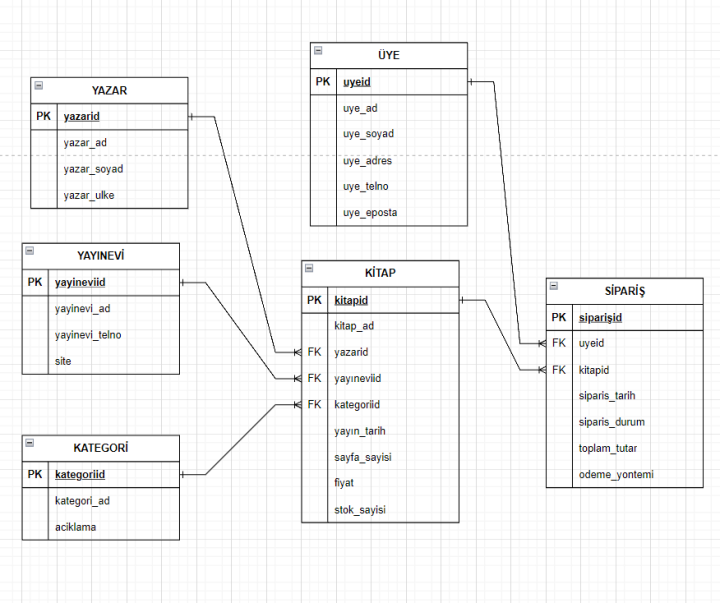 YAZAR
PK yazarid
yazar_ad
yazar_soyad
yazar_ulke
ÜYE
PK uyeid
uye_ad
uye_soyad
uye_adres
uye_telno
uye_eposta
YAYINEVİ
PK yayineviid
yayinevi_ad
yayinevi_telno
site
KATEGORİ
PK kategoriid
kategori_ad
aciklama
KİTAP
PK kitapid
kitap_ad
FK yazarid
FK yayıneviid
FK kategoriid
yayın_tarih
sayfa_sayisi
fiyat
stok_sayisi
SİPARİŞ
PK siparişid
FK uyeid
FK kitapid
siparis_tarih
siparis_durum
toplam_tutar
odeme_yontemi